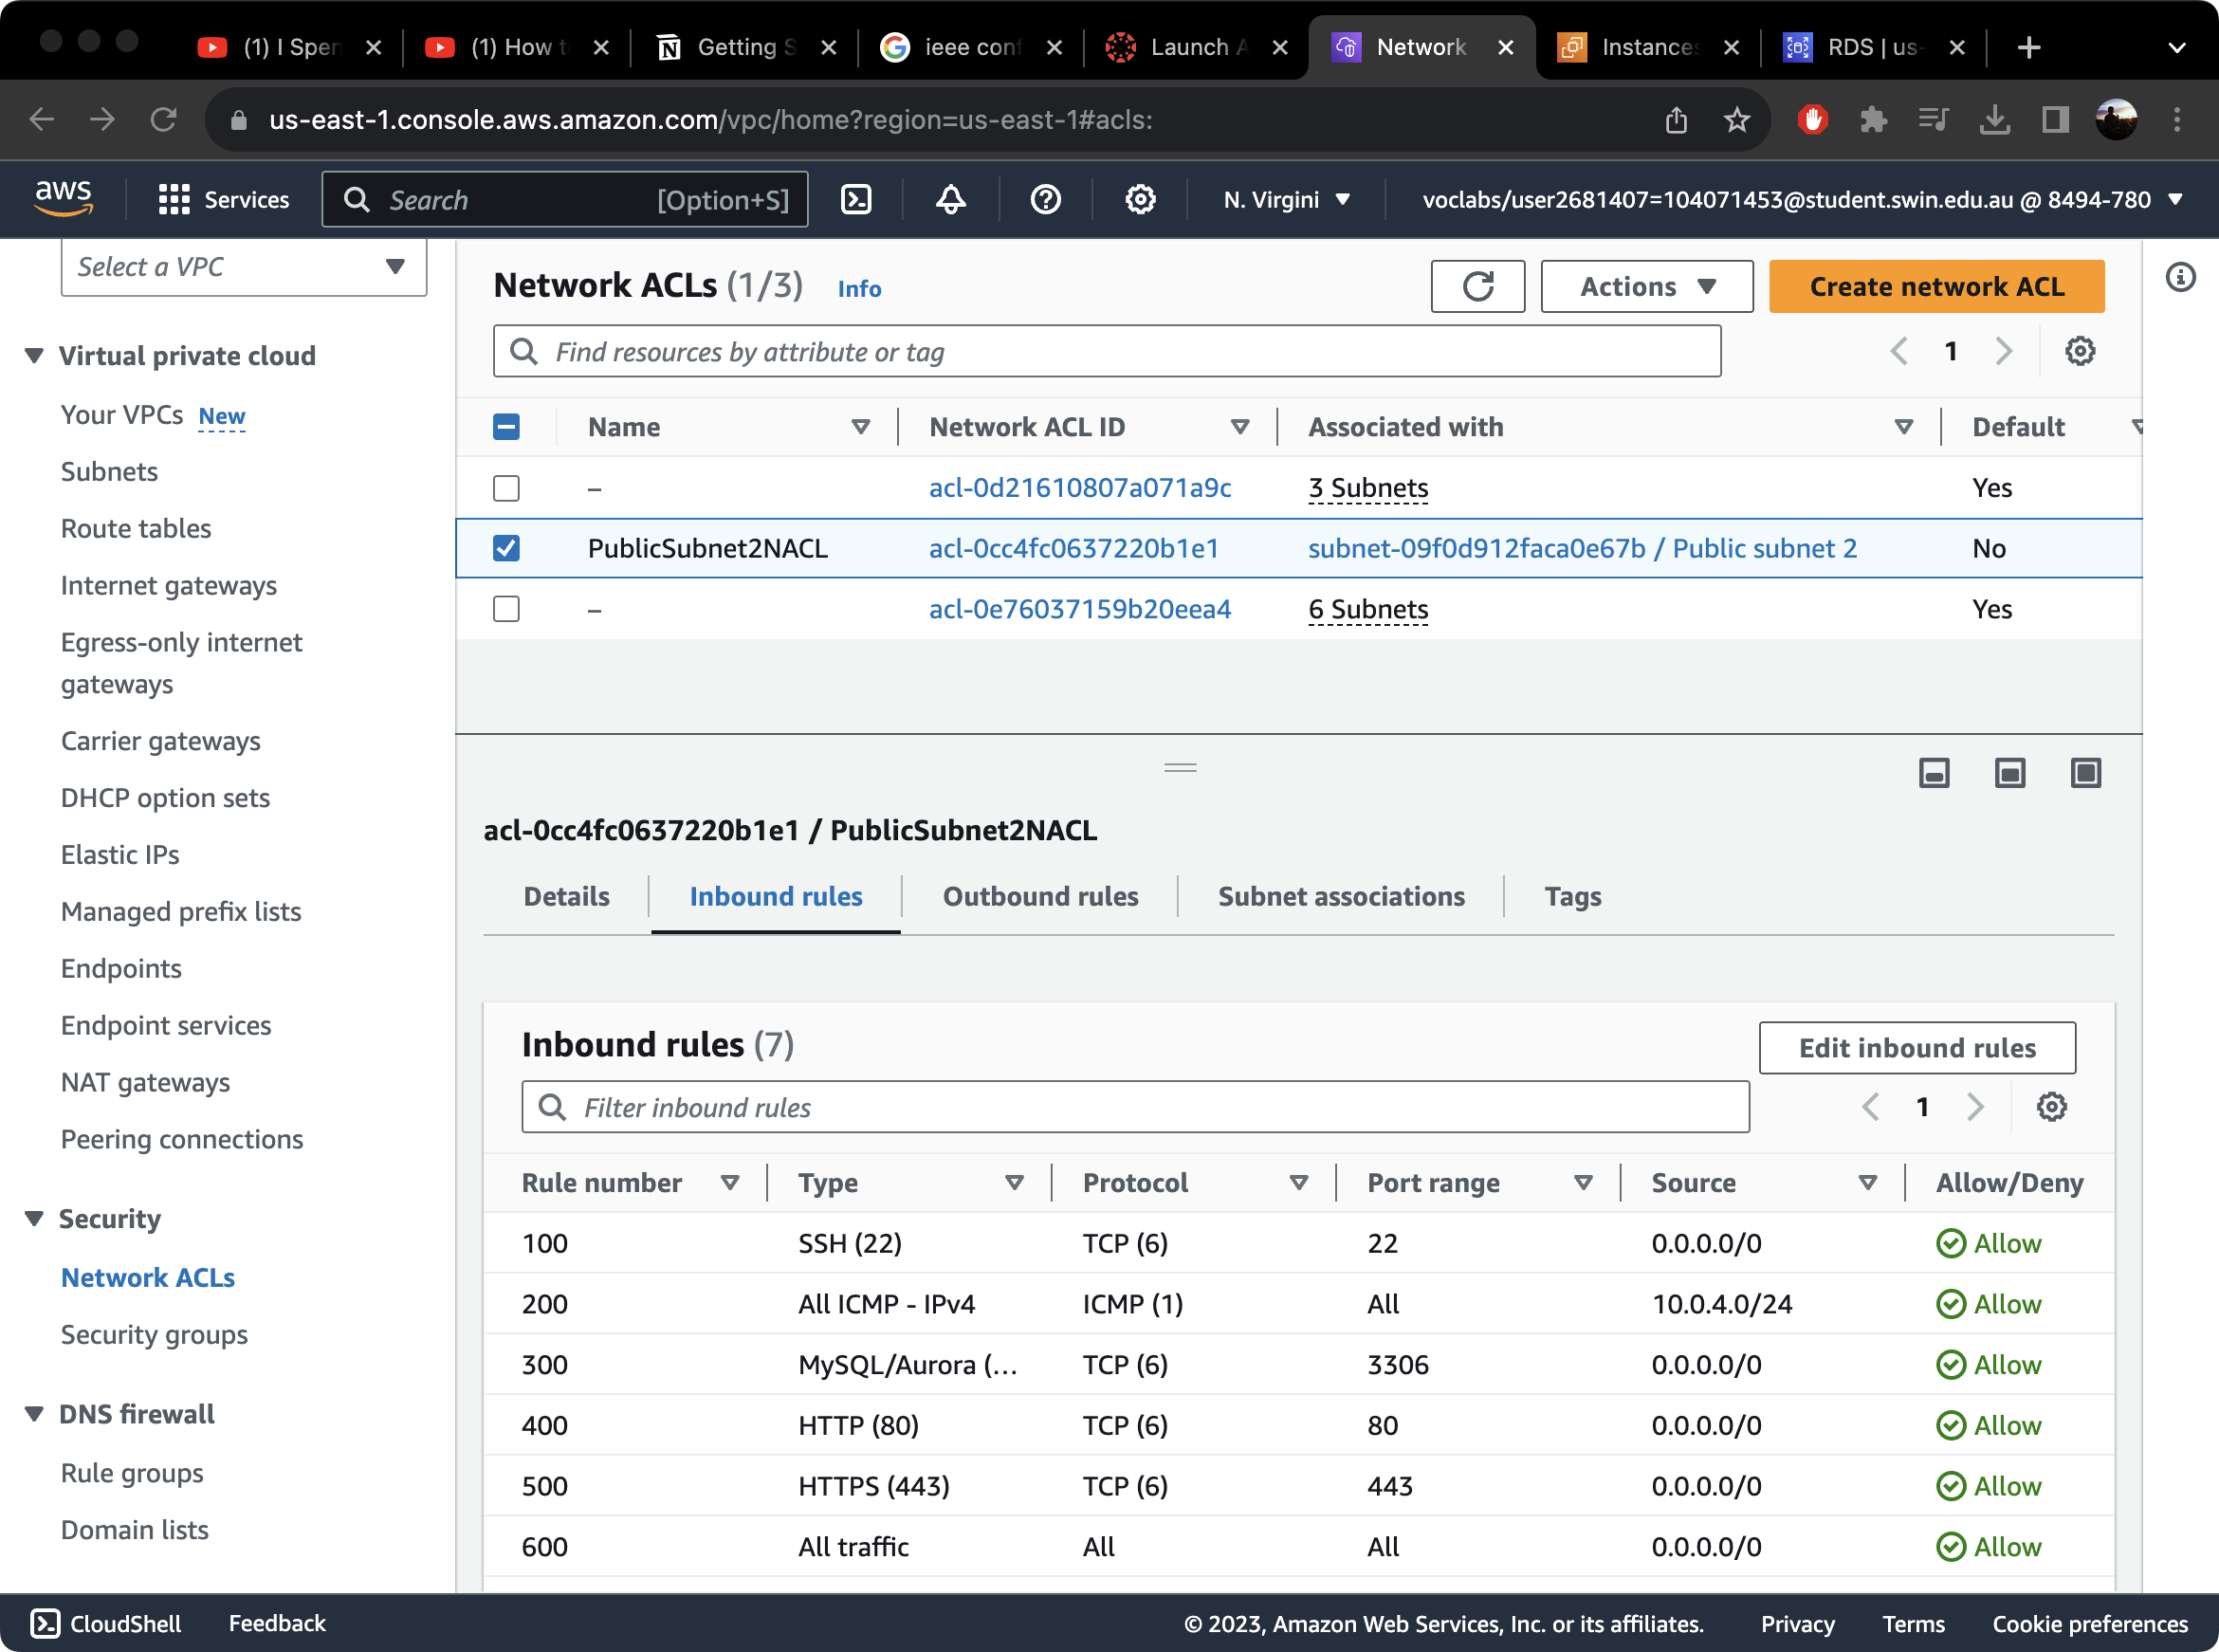 (1) I Spen
(1) How t
Getting S
ieee conf
Launch A
Network
Instances
RDS | us-
us-east-1.console.aws.amazon.com/vpc/home?region=us-east-1#acls:
aws
Services
Search
[Option+S]
N. Virgini
voclabs/user2681407=104071453@student.swin.edu.au @ 8494-780
Select a VPC
Virtual private cloud
Your VPCs New
Subnets
Route tables
Internet gateways
Egress-only internet
gateways
Carrier gateways
DHCP option sets
Elastic IPs
Managed prefix lists
Endpoints
Endpoint services
NAT gateways
Peering connections
Security
Network ACLs
Security groups
DNS firewall
Rule groups
Domain lists
Network ACLs (1/3) Info
Actions
Create network ACL
Find resources by attribute or tag
1
Name Network ACL ID Associated with Default
– acl-0d21610807a071a9c 3 Subnets Yes
PublicSubnet2NACL acl-0cc4fc0637220b1e1 subnet-09f0d912faca0e67b / Public subnet 2 No
– acl-0e76037159b20eea4 6 Subnets Yes
acl-0cc4fc0637220b1e1 / PublicSubnet2NACL
Details Inbound rules Outbound rules Subnet associations Tags
Inbound rules (7)
Edit inbound rules
Filter inbound rules
1
Rule number Type Protocol Port range Source Allow/Deny
100 SSH (22) TCP (6) 22 0.0.0.0/0 Allow
200 All ICMP - IPv4 ICMP (1) All 10.0.4.0/24 Allow
300 MySQL/Aurora (... TCP (6) 3306 0.0.0.0/0 Allow
400 HTTP (80) TCP (6) 80 0.0.0.0/0 Allow
500 HTTPS (443) TCP (6) 443 0.0.0.0/0 Allow
600 All traffic All All 0.0.0.0/0 Allow
CloudShell
Feedback
© 2023, Amazon Web Services, Inc. or its affiliates.
Privacy
Terms
Cookie preferences